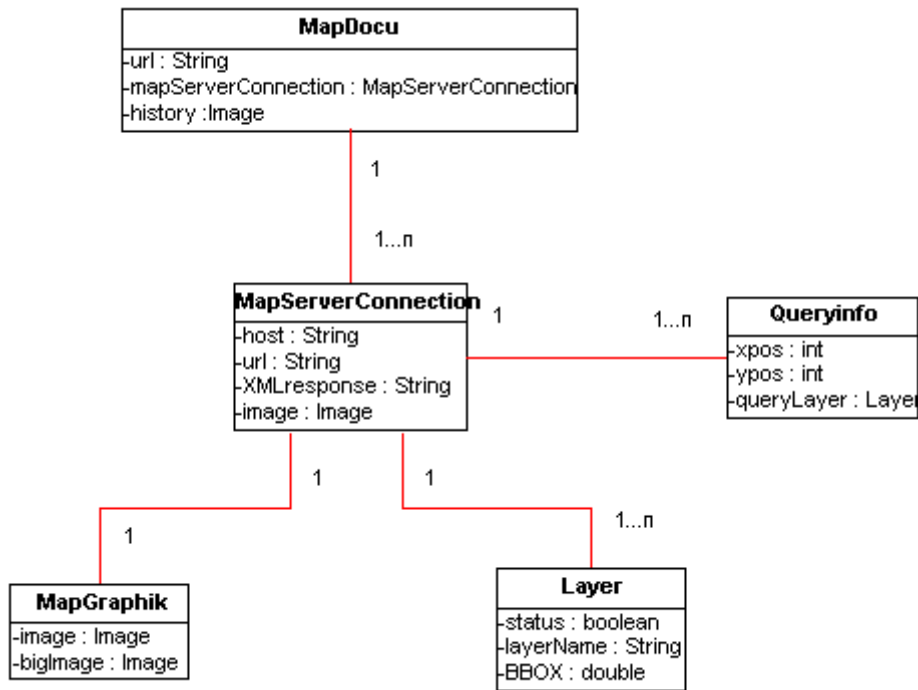 MapDocu
-url : String
-mapServerConnection : MapServerConnection
-history :Image
1
1...n
MapServerConnection
-host : String
-url : String
-XMLresponse : String
-image : Image
1
1...n
Queryinfo
-xpos : int
-ypos : int
-queryLayer : Layer
1
1
1
1...n
MapGraphik
-image : Image
-bigImage : Image
Layer
-status : boolean
-layerName : String
-BBOX : double